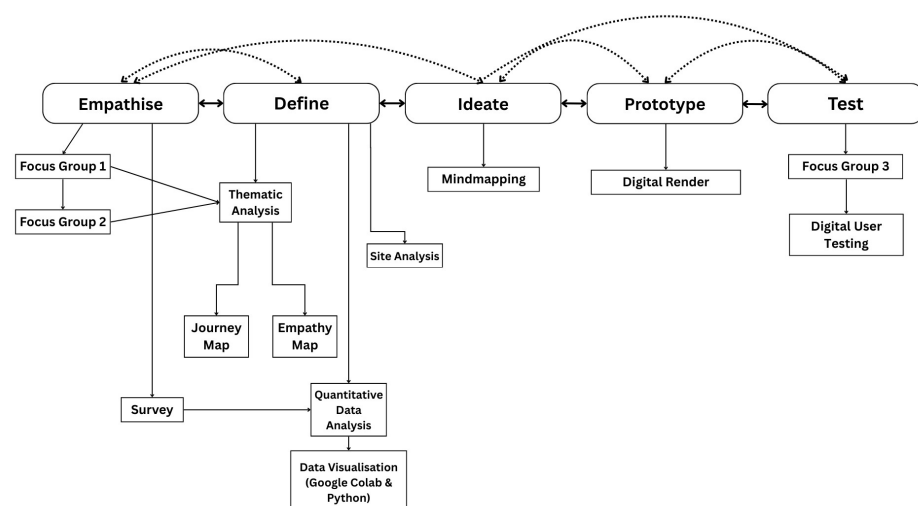 Empathise
Define
Ideate
Prototype
Test
Focus Group 1
Focus Group 2
Thematic
Analysis
Mindmapping
Digital Render
Focus Group 3
Digital User
Testing
Site Analysis
Journey
Map
Empathy
Map
Survey
Quantitative
Data
Analysis
Data Visualisation
(Google Colab &
Python)